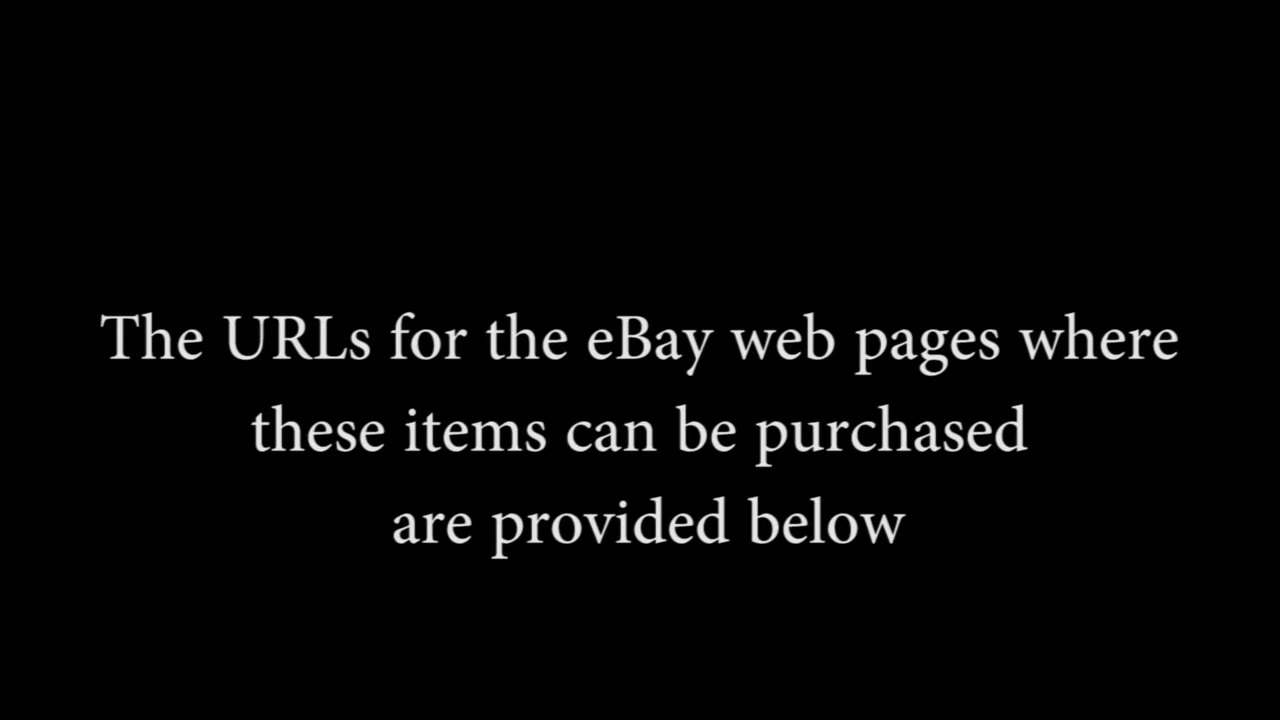 The URLs for the eBay web pages where
these items can be purchased
are provided below